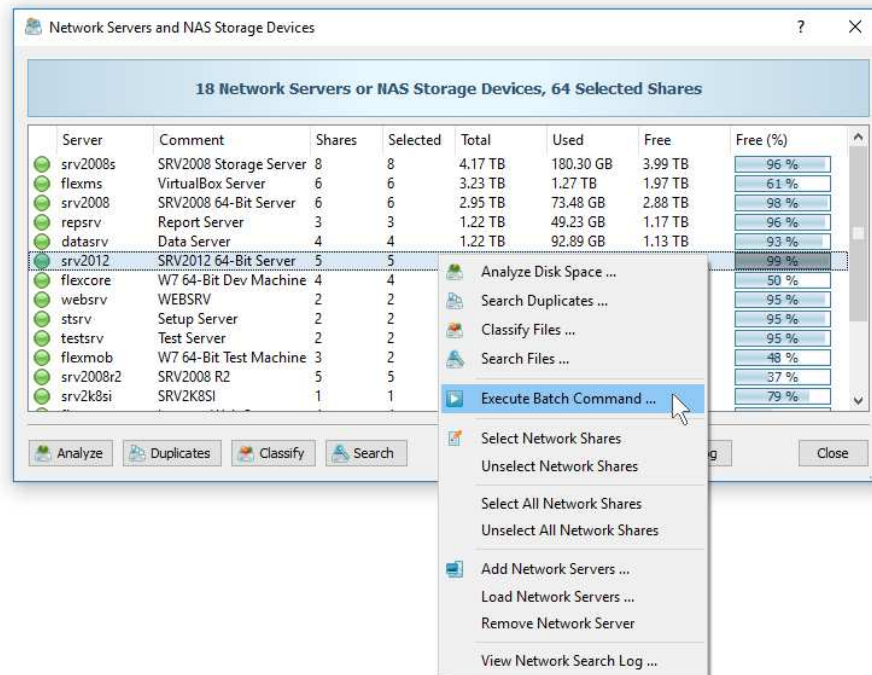 Network Servers and NAS Storage Devices ?
18 Network Servers or NAS Storage Devices, 64 Selected Shares
Server Comment Shares Selected Total Used Free Free (%)
srv2008s SRV2008 Storage Server 8 8 4.17 TB 180.30 GB 3.99 TB 96 %
flexms VirtualBox Server 6 6 3.23 TB 1.27 TB 1.97 TB 61 %
srv2008 SRV2008 64-Bit Server 6 6 2.95 TB 73.48 GB 2.88 TB 98 %
repsrv Report Server 3 3 1.22 TB 49.23 GB 1.17 TB 96 %
datasrv Data Server 4 4 1.22 TB 92.89 GB 1.13 TB 93 %
srv2012 SRV2012 64-Bit Server 5 5 99 %
flexcore W7 64-Bit Dev Machine 4 4 50 %
websrv WEBSRV 2 2 95 %
stsrv Setup Server 2 2 95 %
testsrv Test Server 2 2 95 %
flexmob W7 64-Bit Test Machine 3 2 48 %
srv2008r2 SRV2008 R2 5 5 37 %
srv2k8si SRV2K8SI 1 1 79 %
Analyze Duplicates Classify Search Close
Analyze Disk Space ...
Search Duplicates ...
Classify Files ...
Search Files ...
Execute Batch Command ...
Select Network Shares
Unselect Network Shares
Select All Network Shares
Unselect All Network Shares
Add Network Servers ...
Load Network Servers ...
Remove Network Server
View Network Search Log ...